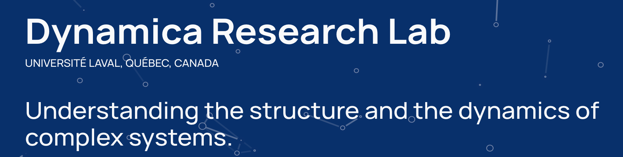 Dynamica Research Lab
UNIVERSITÉ LAVAL, QUÉBEC, CANADA
Understanding the structure and the dynamics of
complex systems.